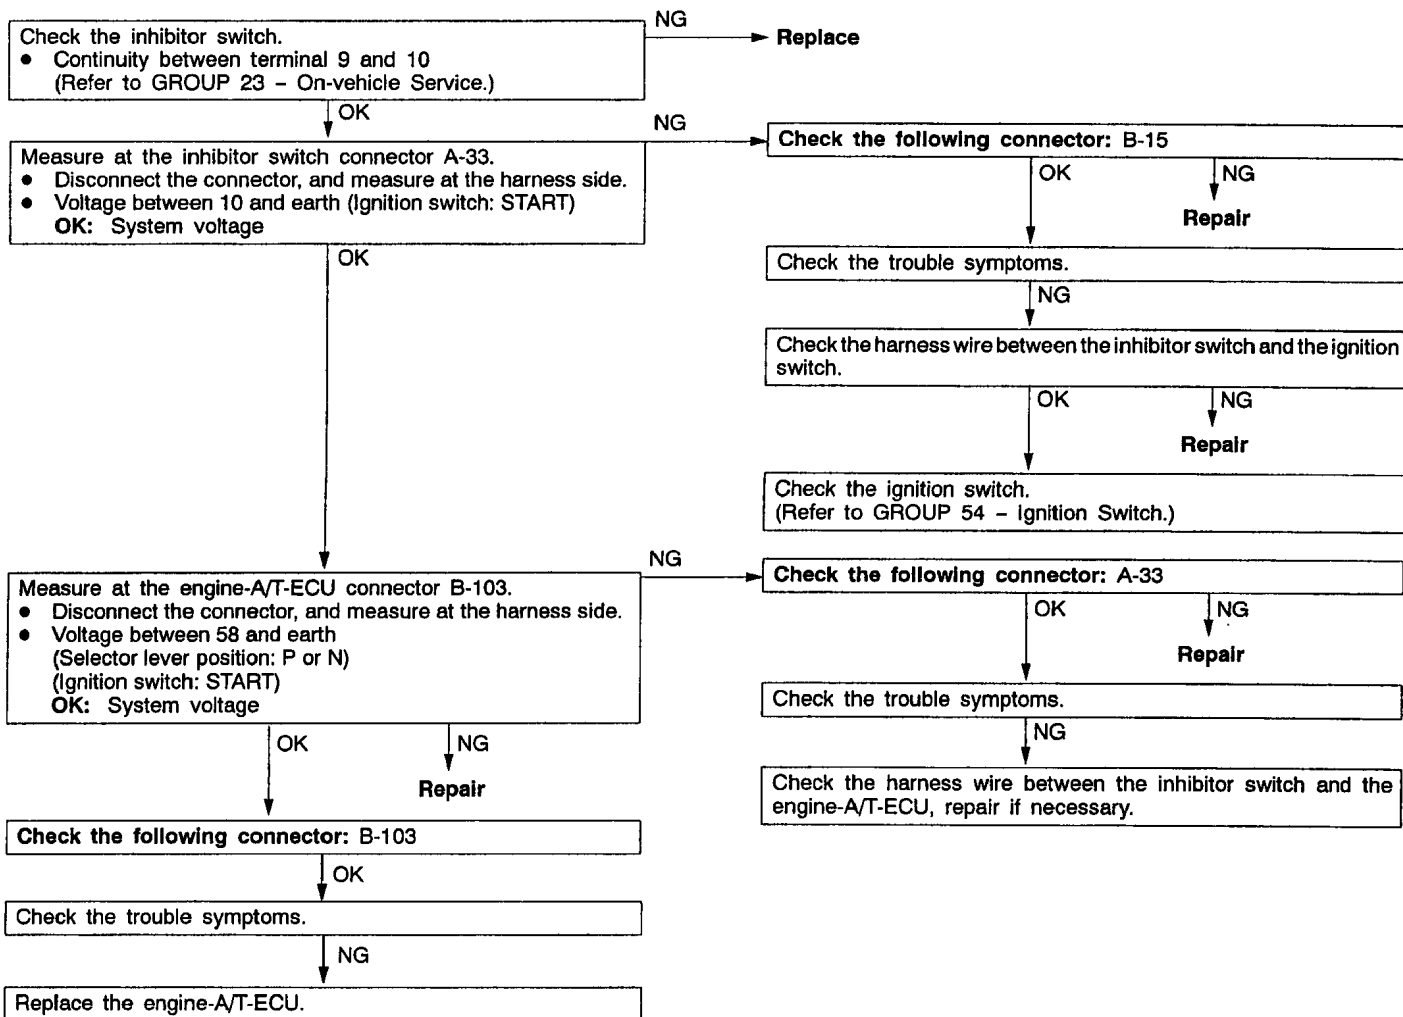 Check the inhibitor switch.
● Continuity between terminal 9 and 10
(Refer to GROUP 23 – On-vehicle Service.)
NG
Replace
OK
Measure at the inhibitor switch connector A-33.
● Disconnect the connector, and measure at the harness side.
● Voltage between 10 and earth (Ignition switch: START)
OK: System voltage
NG
Check the following connector: B-15
OK
NG
Repair
Check the trouble symptoms.
NG
Check the harness wire between the inhibitor switch and the ignition
switch.
OK
NG
Repair
Check the ignition switch.
(Refer to GROUP 54 – Ignition Switch.)
OK
Measure at the engine-A/T-ECU connector B-103.
● Disconnect the connector, and measure at the harness side.
● Voltage between 58 and earth
(Selector lever position: P or N)
(Ignition switch: START)
OK: System voltage
NG
Check the following connector: A-33
OK
NG
Repair
Check the trouble symptoms.
NG
Check the harness wire between the inhibitor switch and the
engine-A/T-ECU, repair if necessary.
OK
NG
Repair
Check the following connector: B-103
OK
Check the trouble symptoms.
NG
Replace the engine-A/T-ECU.